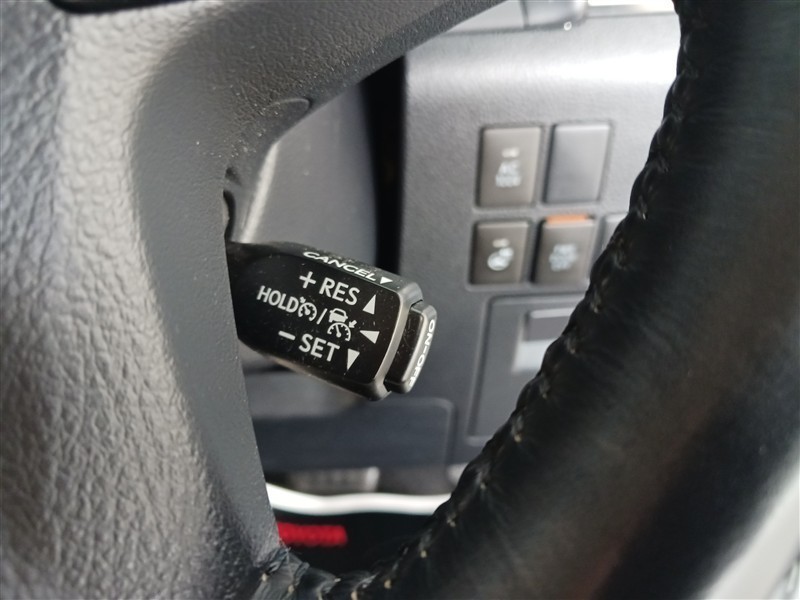 CANCEL
+ RES
HOLD /
− SET
ON·OFF